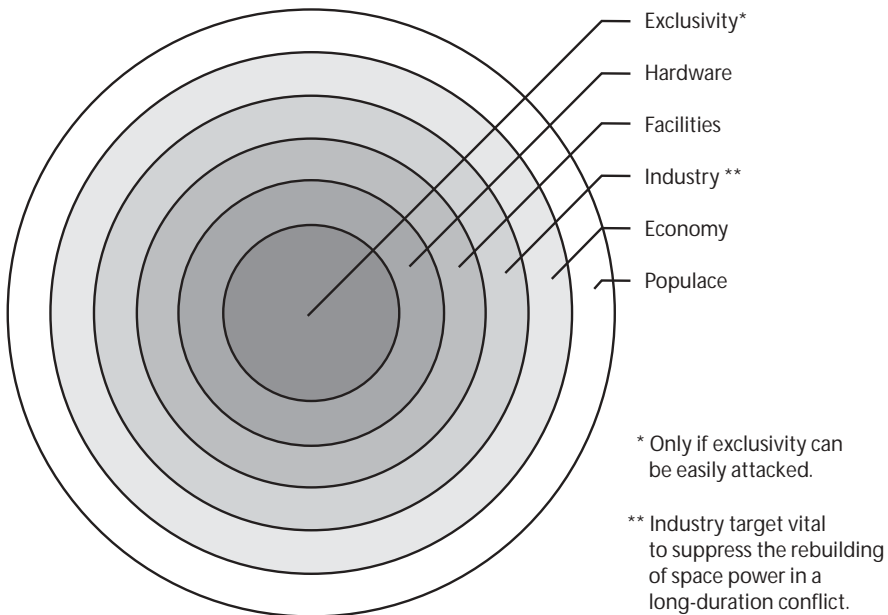 Exclusivity*
Hardware
Facilities
Industry **
Economy
Populace
* Only if exclusivity can
be easily attacked.
** Industry target vital
to suppress the rebuilding
of space power in a
long-duration conflict.